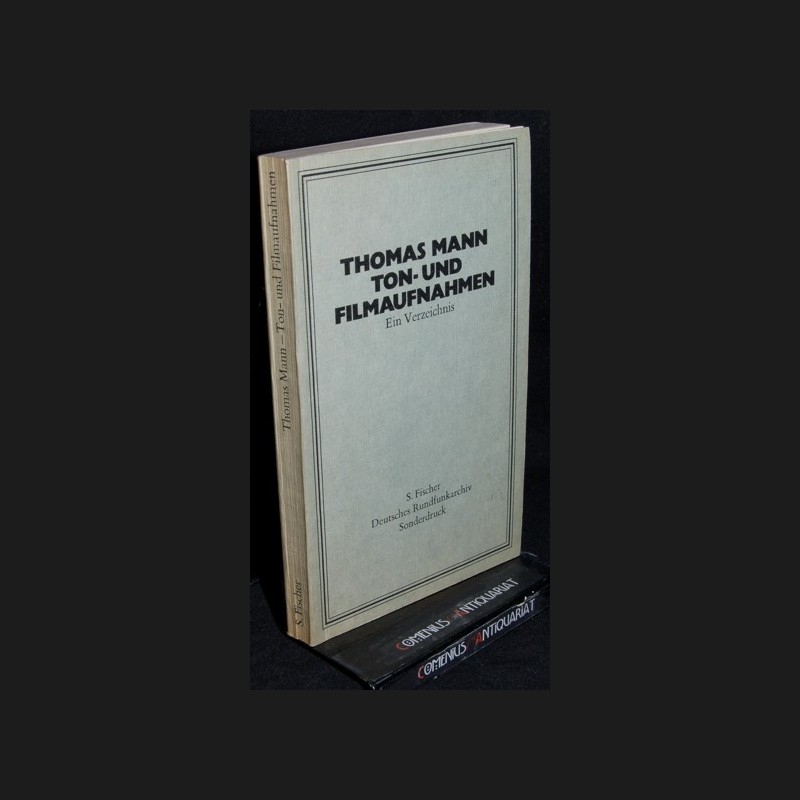 THOMAS MANN
TON- UND
FILMAUFNAHMEN
Ein Verzeichnis
S. Fischer
Deutsches Rundfunkarchiv
Sonderdruck
Thomas Mann – Ton- und Filmaufnahmen
S. Fischer
COMENIUS ANTIQUARIAT
COMENIUS ANTIQUARIAT